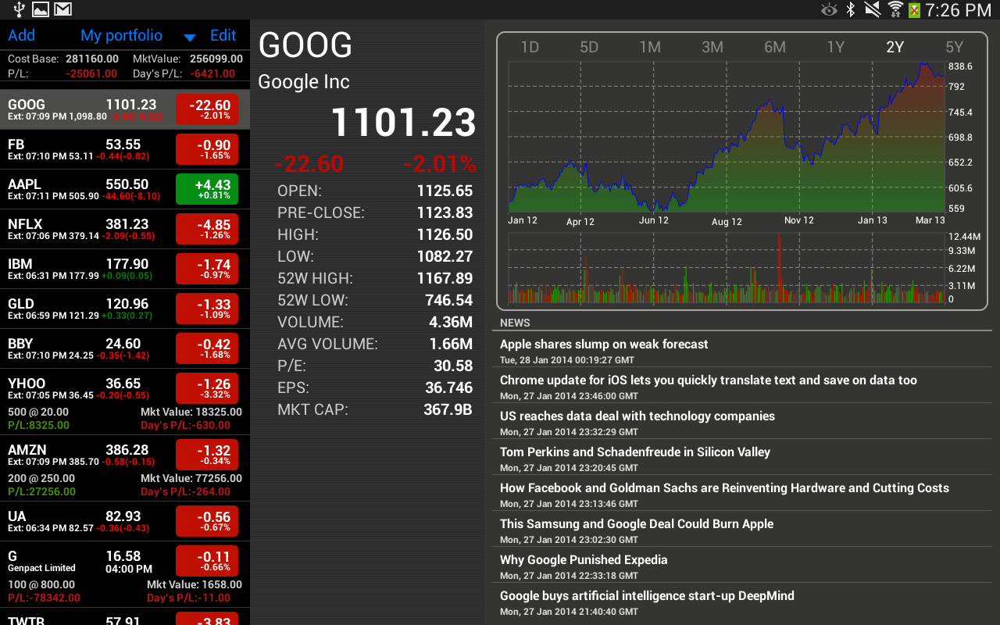 7:26 PM
Add My portfolio Edit
Cost Base: 281160.00 MktValue: 256099.00
P/L: -25061.00 Day's P/L: -6421.00
GOOG 1101.23 -22.60
Ext: 07:09 PM 1,098.80 -2.43(-0.22) -2.01%
FB 53.55 -0.90
Ext: 07:10 PM 53.11 -0.44(-0.82) -1.65%
AAPL 550.50 +4.43
Ext: 07:11 PM 505.90 -44.60(-8.10) +0.81%
NFLX 381.23 -4.85
Ext: 07:06 PM 379.14 -2.09(-0.55) -1.26%
IBM 177.90 -1.74
Ext: 06:31 PM 177.99 +0.09(0.05) -0.97%
GLD 120.96 -1.33
Ext: 06:59 PM 121.29 +0.33(0.27) -1.09%
BBY 24.60 -0.42
Ext: 07:10 PM 24.25 -0.35(-1.42) -1.68%
YHOO 36.65 -1.26
Ext: 07:05 PM 36.45 -0.20(-0.55) -3.32%
500 @ 20.00 Mkt Value: 18325.00
P/L:8325.00 Day's P/L:-630.00
AMZN 386.28 -1.32
Ext: 07:09 PM 385.70 -0.58(-0.15) -0.34%
200 @ 250.00 Mkt Value: 77256.00
P/L:27256.00 Day's P/L:-264.00
UA 82.93 -0.56
Ext: 06:34 PM 82.57 -0.36(-0.43) -0.67%
G 16.58 -0.11
Genpact Limited 04:00 PM -0.66%
100 @ 800.00 Mkt Value: 1658.00
P/L:-78342.00 Day's P/L:-11.00
TWTR 57.91 -3.83
GOOG
Google Inc
1101.23
-22.60 -2.01%
OPEN: 1125.65
PRE-CLOSE: 1123.83
HIGH: 1126.50
LOW: 1082.27
52W HIGH: 1167.89
52W LOW: 746.54
VOLUME: 4.36M
AVG VOLUME: 1.66M
P/E: 30.58
EPS: 36.746
MKT CAP: 367.9B
1D 5D 1M 3M 6M 1Y 2Y 5Y
838.6
792
745.4
698.8
652.2
605.6
559
Jan 12 Apr 12 Jun 12 Aug 12 Nov 12 Jan 13 Mar 13
12.44M
9.33M
6.22M
3.11M
0
NEWS
Apple shares slump on weak forecast
Tue, 28 Jan 2014 00:19:27 GMT
Chrome update for iOS lets you quickly translate text and save on data too
Mon, 27 Jan 2014 23:46:00 GMT
US reaches data deal with technology companies
Mon, 27 Jan 2014 23:32:29 GMT
Tom Perkins and Schadenfreude in Silicon Valley
Mon, 27 Jan 2014 23:20:45 GMT
How Facebook and Goldman Sachs are Reinventing Hardware and Cutting Costs
Mon, 27 Jan 2014 23:13:46 GMT
This Samsung and Google Deal Could Burn Apple
Mon, 27 Jan 2014 23:02:30 GMT
Why Google Punished Expedia
Mon, 27 Jan 2014 22:33:18 GMT
Google buys artificial intelligence start-up DeepMind
Mon, 27 Jan 2014 21:40:40 GMT